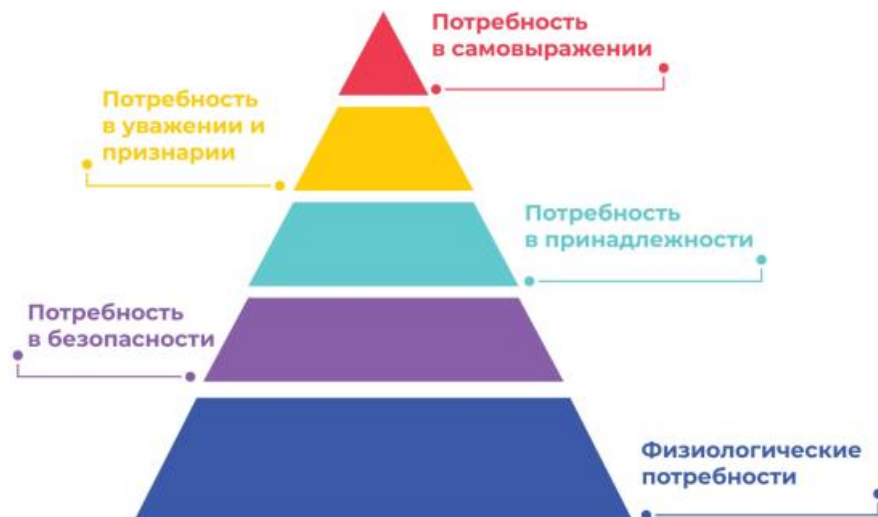 Потребность
в самовыражении
Потребность
в уважении и
признарии
Потребность
в принадлежности
Потребность
в безопасности
Физиологические
потребности